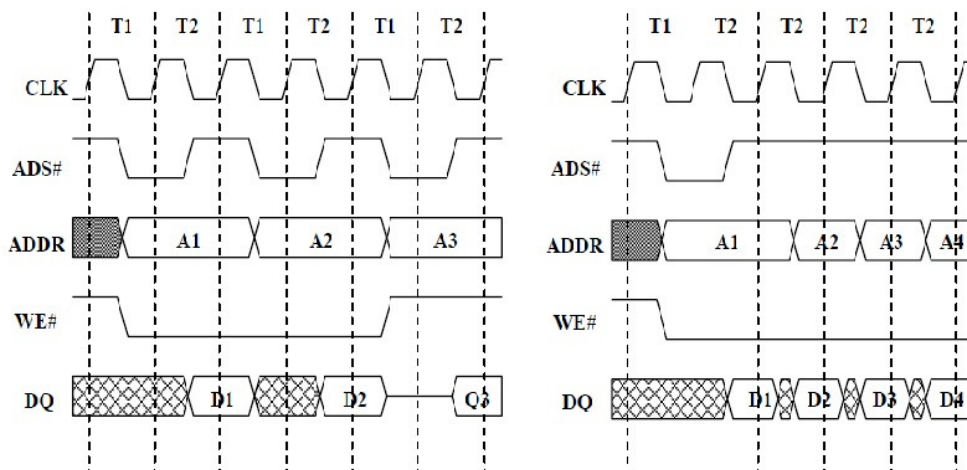 T1 T2 T1 T2 T1 T2
CLK
ADS#
ADDR A1 A2 A3
WE#
DQ D1 D2 Q3
T1 T2 T2 T2 T2
CLK
ADS#
ADDR A1 A2 A3 A4
WE#
DQ D1 D2 D3 D4